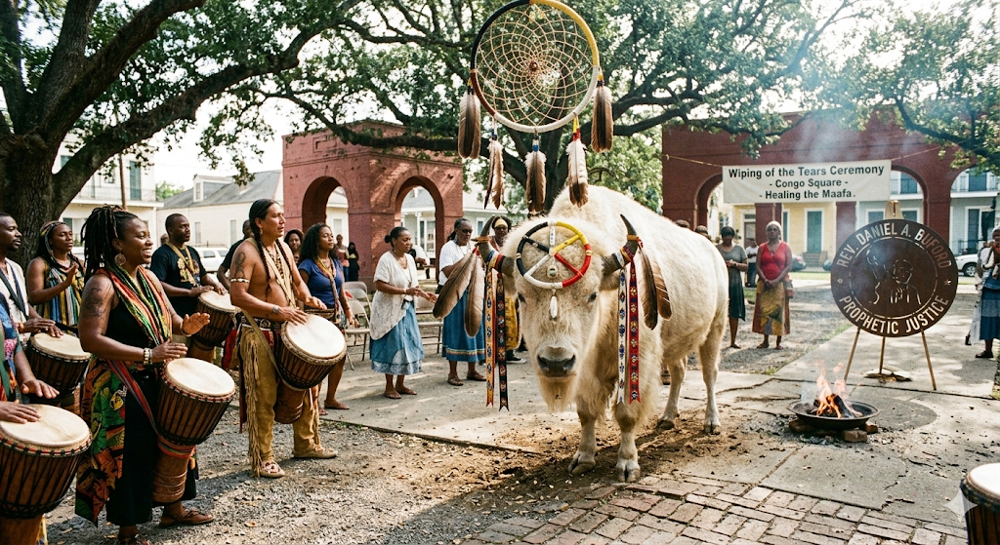 Wiping of the Tears Ceremony
- Congo Square -
- Healing the Maafa.
REV. DANIEL A. BUFORD
PROPHETIC JUSTICE